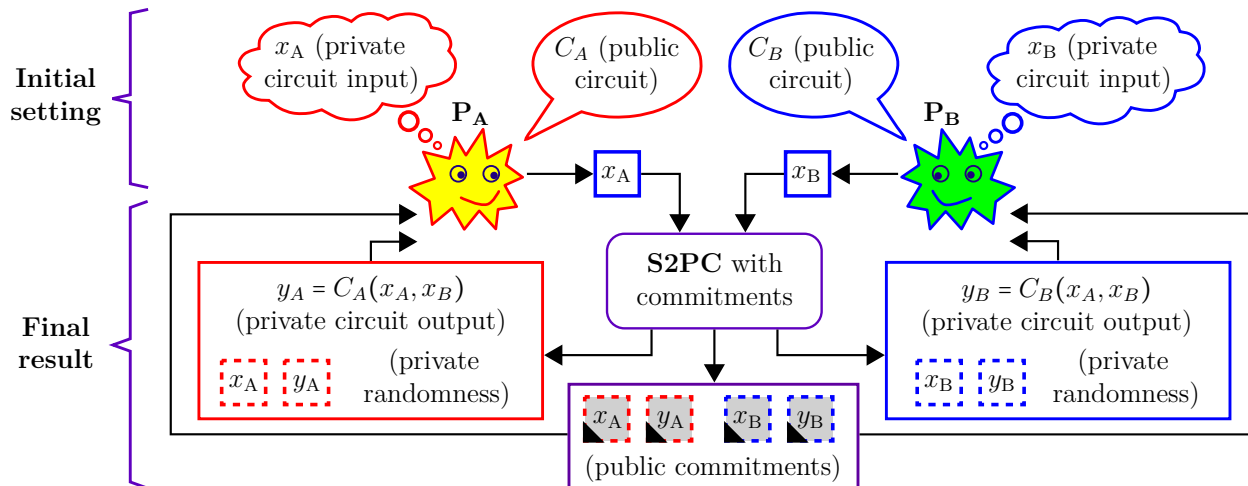 Initial
setting
x_A (private
circuit input)
C_A (public
circuit)
C_B (public
circuit)
x_B (private
circuit input)
P_A
P_B
x_A
x_B
S2PC with
commitments
y_A = C_A(x_A, x_B)
(private circuit output)
x_A y_A (private
randomness)
y_B = C_B(x_A, x_B)
(private circuit output)
x_B y_B (private
randomness)
Final
result
x_A y_A x_B y_B
(public commitments)